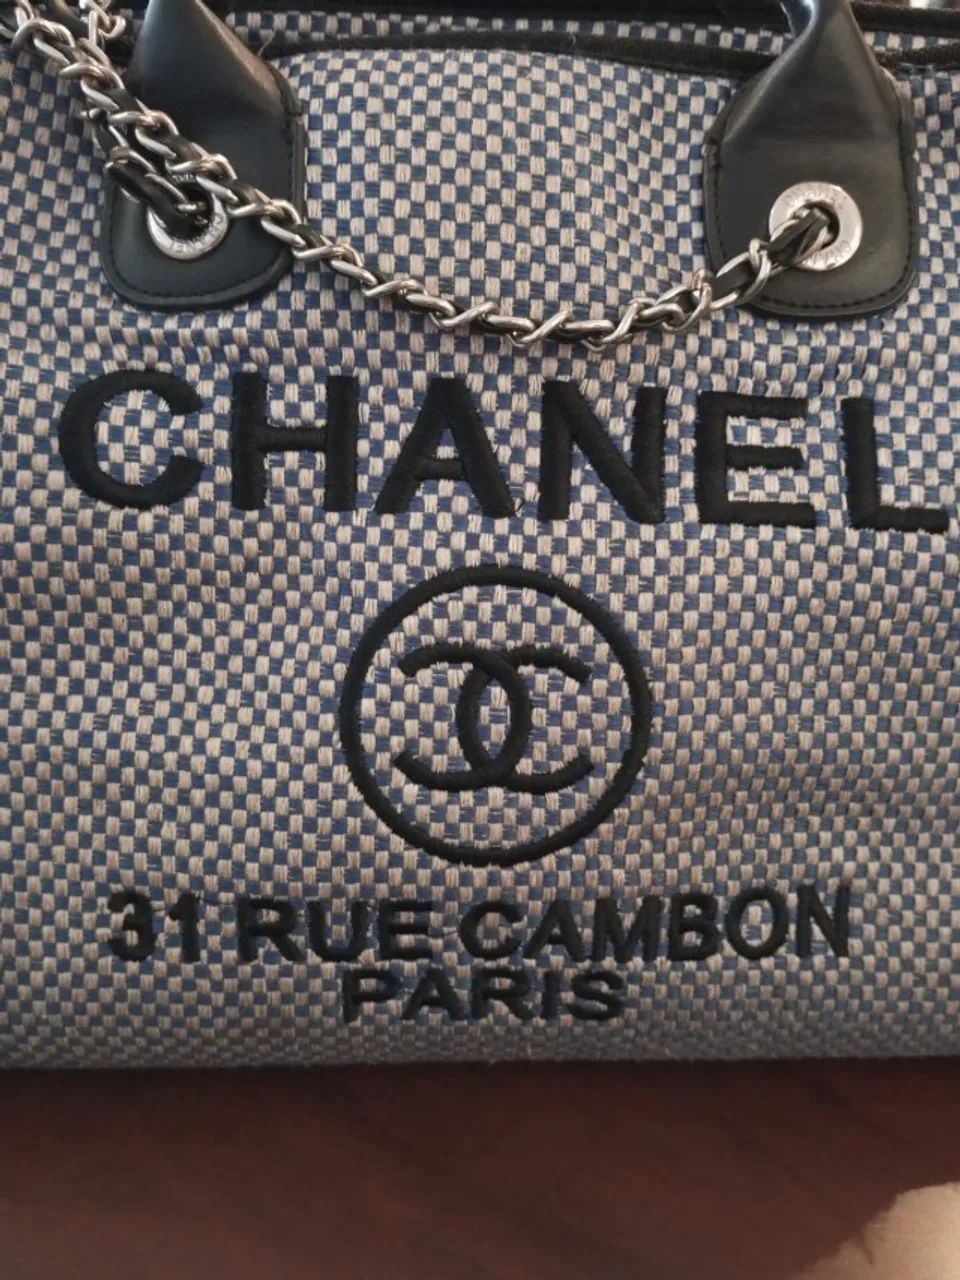 CHANEL
31 RUE CAMBON
PARIS